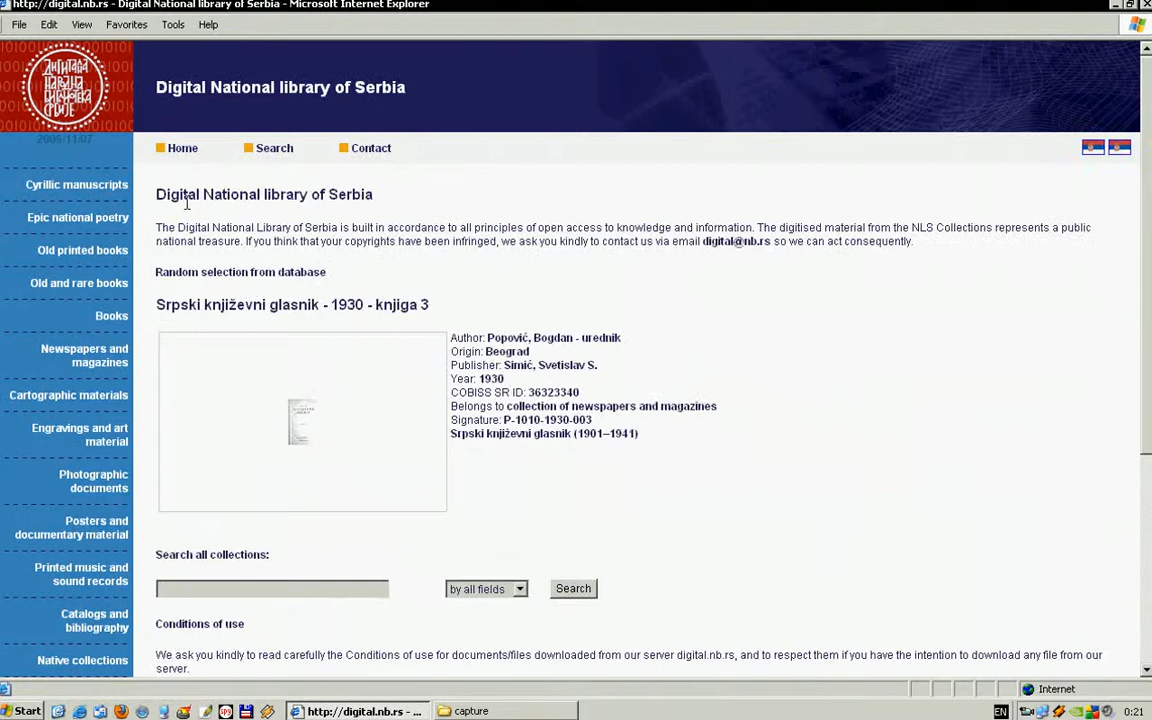 http://digital.nb.rs - Digital National library of Serbia - Microsoft Internet Explorer
File Edit View Favorites Tools Help
ДИГИТАЛНА
НАРОДНА
БИБЛИОТЕКА
СРБИЈЕ
Digital National library of Serbia
2005/11/07
Home Search Contact
Cyrillic manuscripts
Epic national poetry
Old printed books
Old and rare books
Books
Newspapers and
magazines
Cartographic materials
Engravings and art
material
Photographic
documents
Posters and
documentary material
Printed music and
sound records
Catalogs and
bibliography
Native collections
Digital National library of Serbia
The Digital National Library of Serbia is built in accordance to all principles of open access to knowledge and information. The digitised material from the NLS Collections represents a public
national treasure. If you think that your copyrights have been infringed, we ask you kindly to contact us via email digital@nb.rs so we can act consequently.
Random selection from database
Srpski književni glasnik - 1930 - knjiga 3
Author: Popović, Bogdan - urednik
Origin: Beograd
Publisher: Simić, Svetislav S.
Year: 1930
COBISS SR ID: 36323340
Belongs to collection of newspapers and magazines
Signature: P-1010-1930-003
Srpski književni glasnik (1901–1941)
Search all collections:
by all fields Search
Conditions of use
We ask you kindly to read carefully the Conditions of use for documents/files downloaded from our server digital.nb.rs, and to respect them if you have the intention to download any file from our
server.
Internet
Start http://digital.nb.rs - ... capture EN 0:21